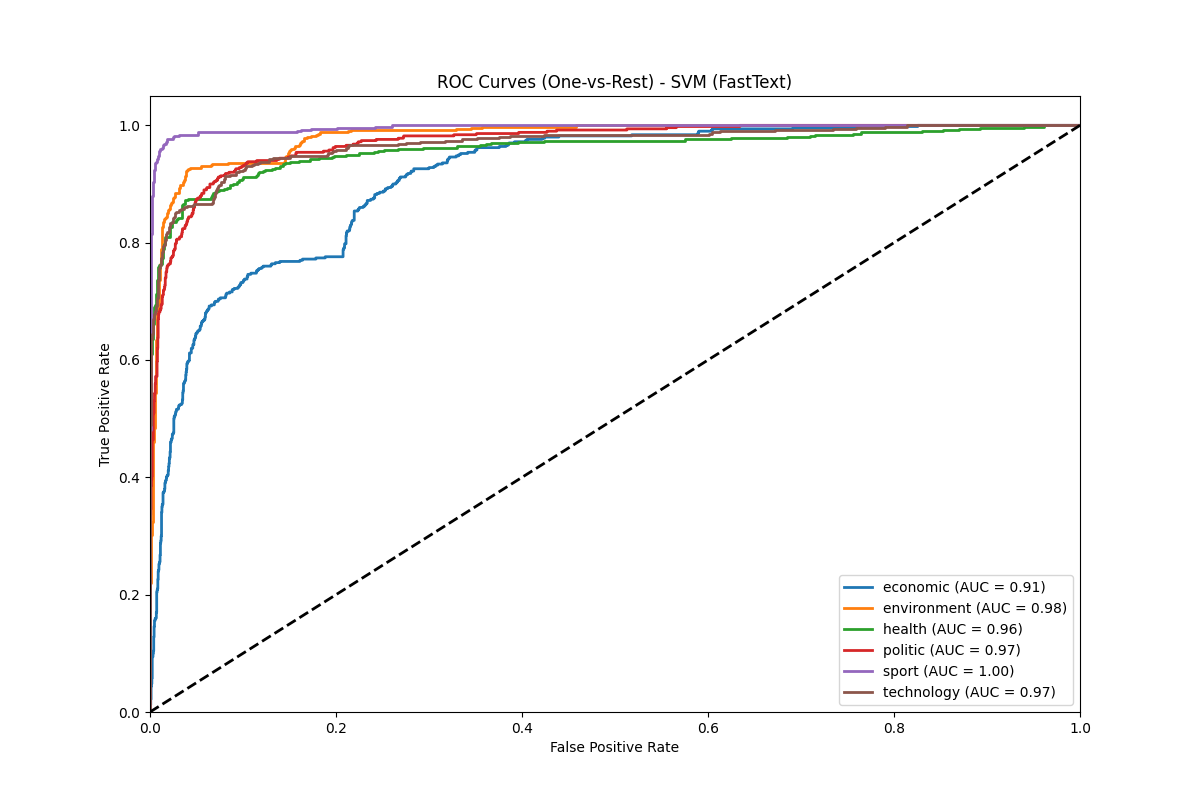 ROC Curves (One-vs-Rest) - SVM (FastText)
True Positive Rate
1.0
0.8
0.6
0.4
0.2
0.0
economic (AUC = 0.91)
environment (AUC = 0.98)
health (AUC = 0.96)
politic (AUC = 0.97)
sport (AUC = 1.00)
technology (AUC = 0.97)
0.0 0.2 0.4 0.6 0.8 1.0
False Positive Rate